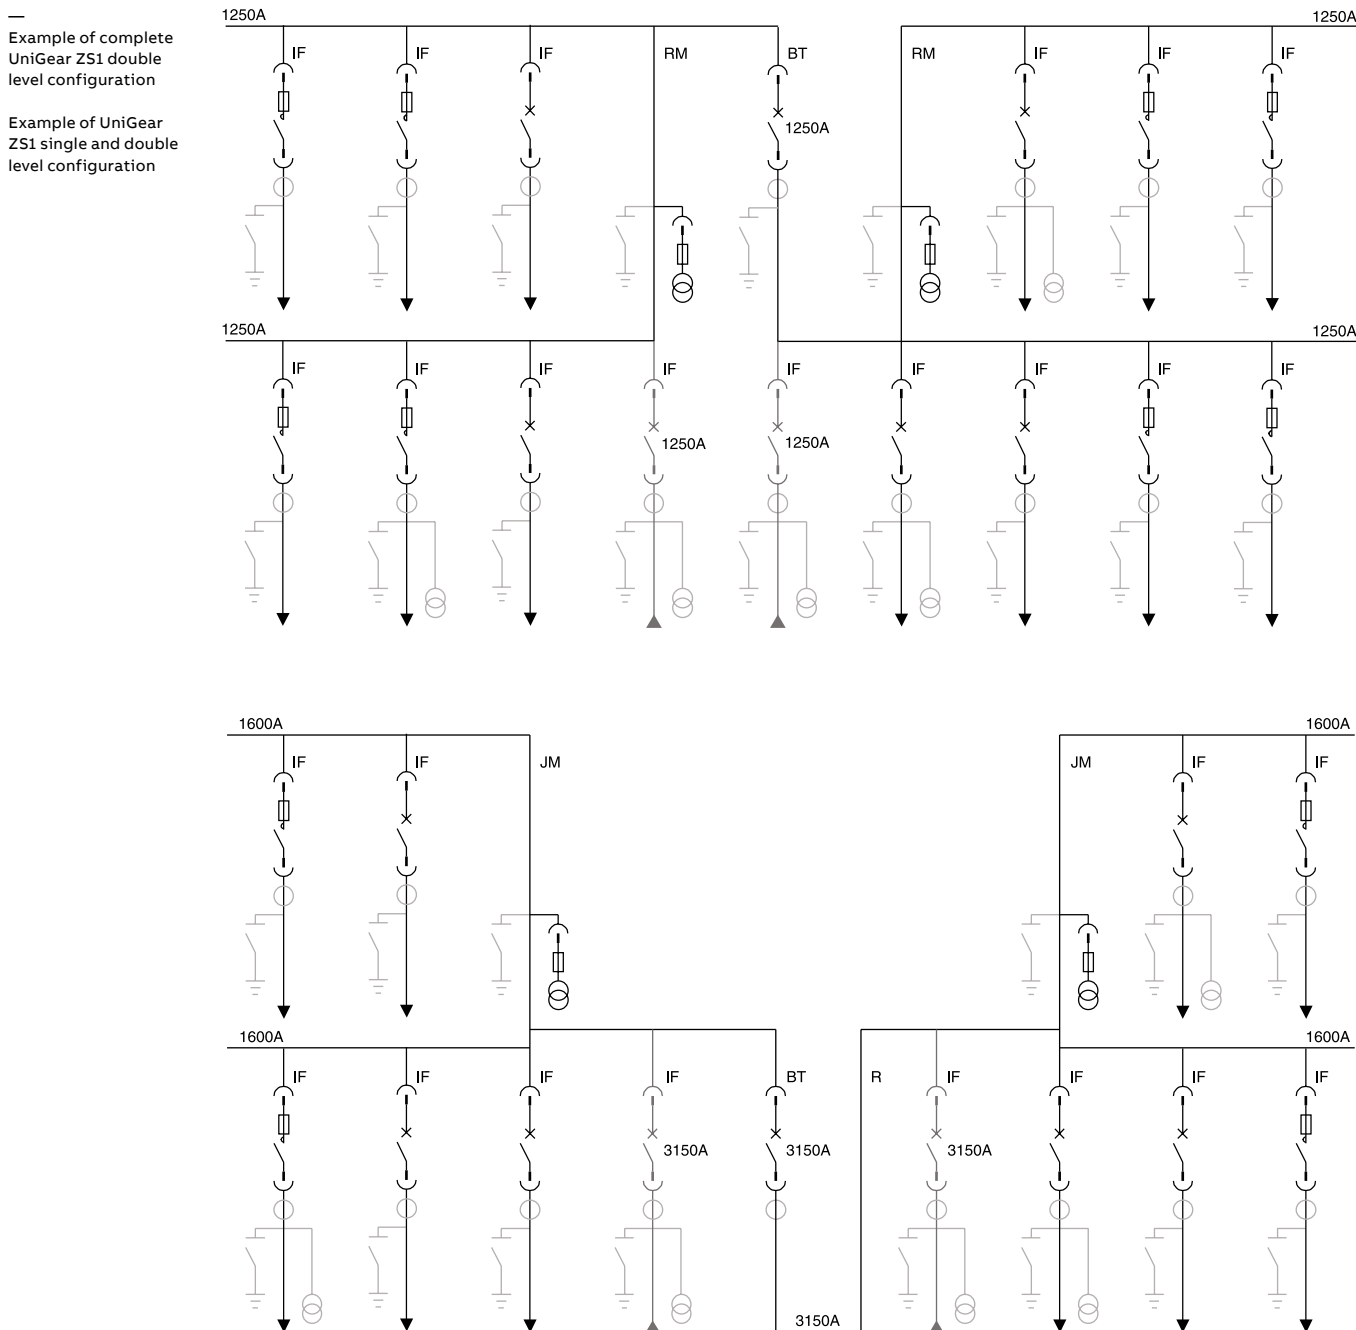 —
Example of complete
UniGear ZS1 double
level configuration
Example of UniGear
ZS1 single and double
level configuration
1250A 1250A
IF IF IF RM BT RM IF IF IF
1250A
1250A 1250A
IF IF IF IF IF IF IF IF IF
1250A 1250A
1600A 1600A
IF IF JM JM IF IF
1600A 1600A
IF IF IF IF BT R IF IF IF IF
3150A 3150A 3150A
3150A